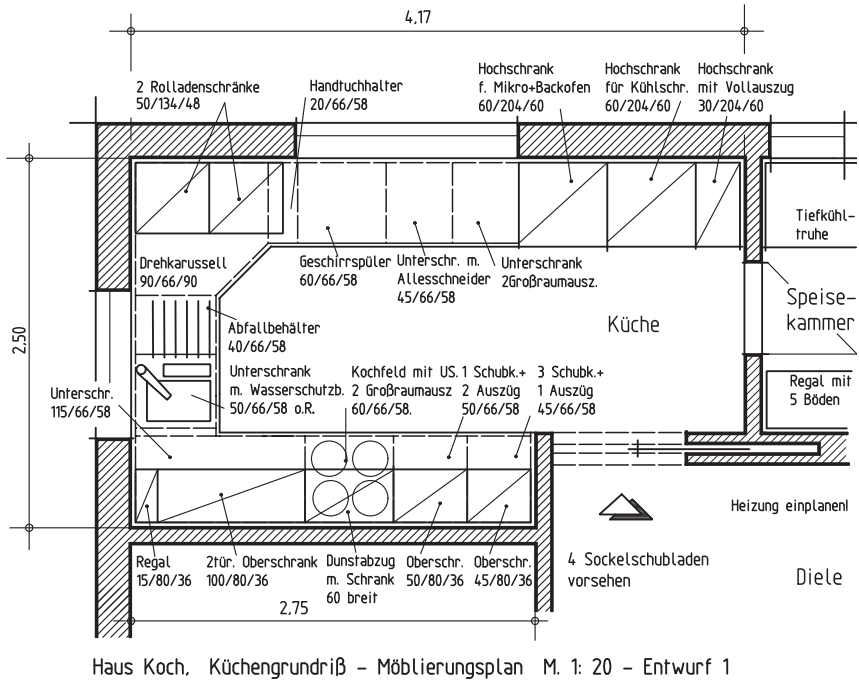 4,17
2 Rolladenschränke
50/134/48
Handtuchhalter
20/66/58
Hochschrank
f. Mikro+Backofen
60/204/60
Hochschrank
für Kühlschr.
60/204/60
Hochschrank
mit Vollauszug
30/204/60
Tiefkühl-
truhe
Drehkarussell
90/66/90
Geschirrspüler
60/66/58
Unterschr. m.
Allesschneider
45/66/58
Unterschrank
2Großraumausz.
2,50
Abfallbehälter
40/66/58
Küche
Speise-
kammer
Unterschr.
115/66/58
Unterschrank
m. Wasserschutzb.
50/66/58 o.R.
Kochfeld mit US.
2 Großraumausz
60/66/58.
1 Schubk.+
2 Auszüg
50/66/58
3 Schubk.+
1 Auszüg
45/66/58
Regal mit
5 Böden
Heizung einplanen!
Regal
15/80/36
2tür. Oberschrank
100/80/36
Dunstabzug
m. Schrank
60 breit
Oberschr.
50/80/36
Oberschr.
45/80/36
4 Sockelschubladen
vorsehen
Diele
2,75
Haus Koch, Küchengrundriß – Möblierungsplan M. 1: 20 – Entwurf 1